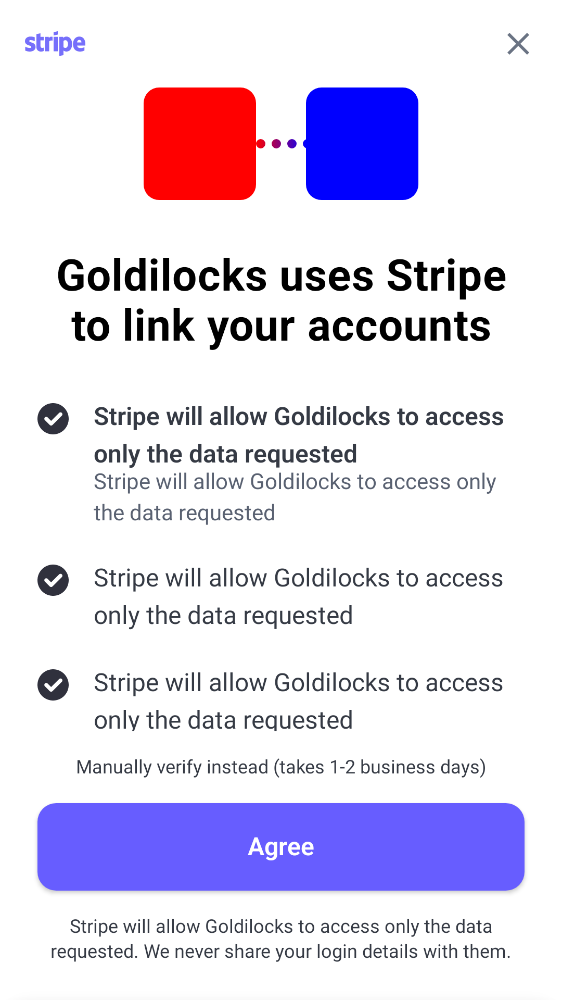 stripe
Goldilocks uses Stripe
to link your accounts
Stripe will allow Goldilocks to access
only the data requested
Stripe will allow Goldilocks to access only
the data requested
Stripe will allow Goldilocks to access
only the data requested
Stripe will allow Goldilocks to access
only the data requested
Manually verify instead (takes 1-2 business days)
Agree
Stripe will allow Goldilocks to access only the data
requested. We never share your login details with them.